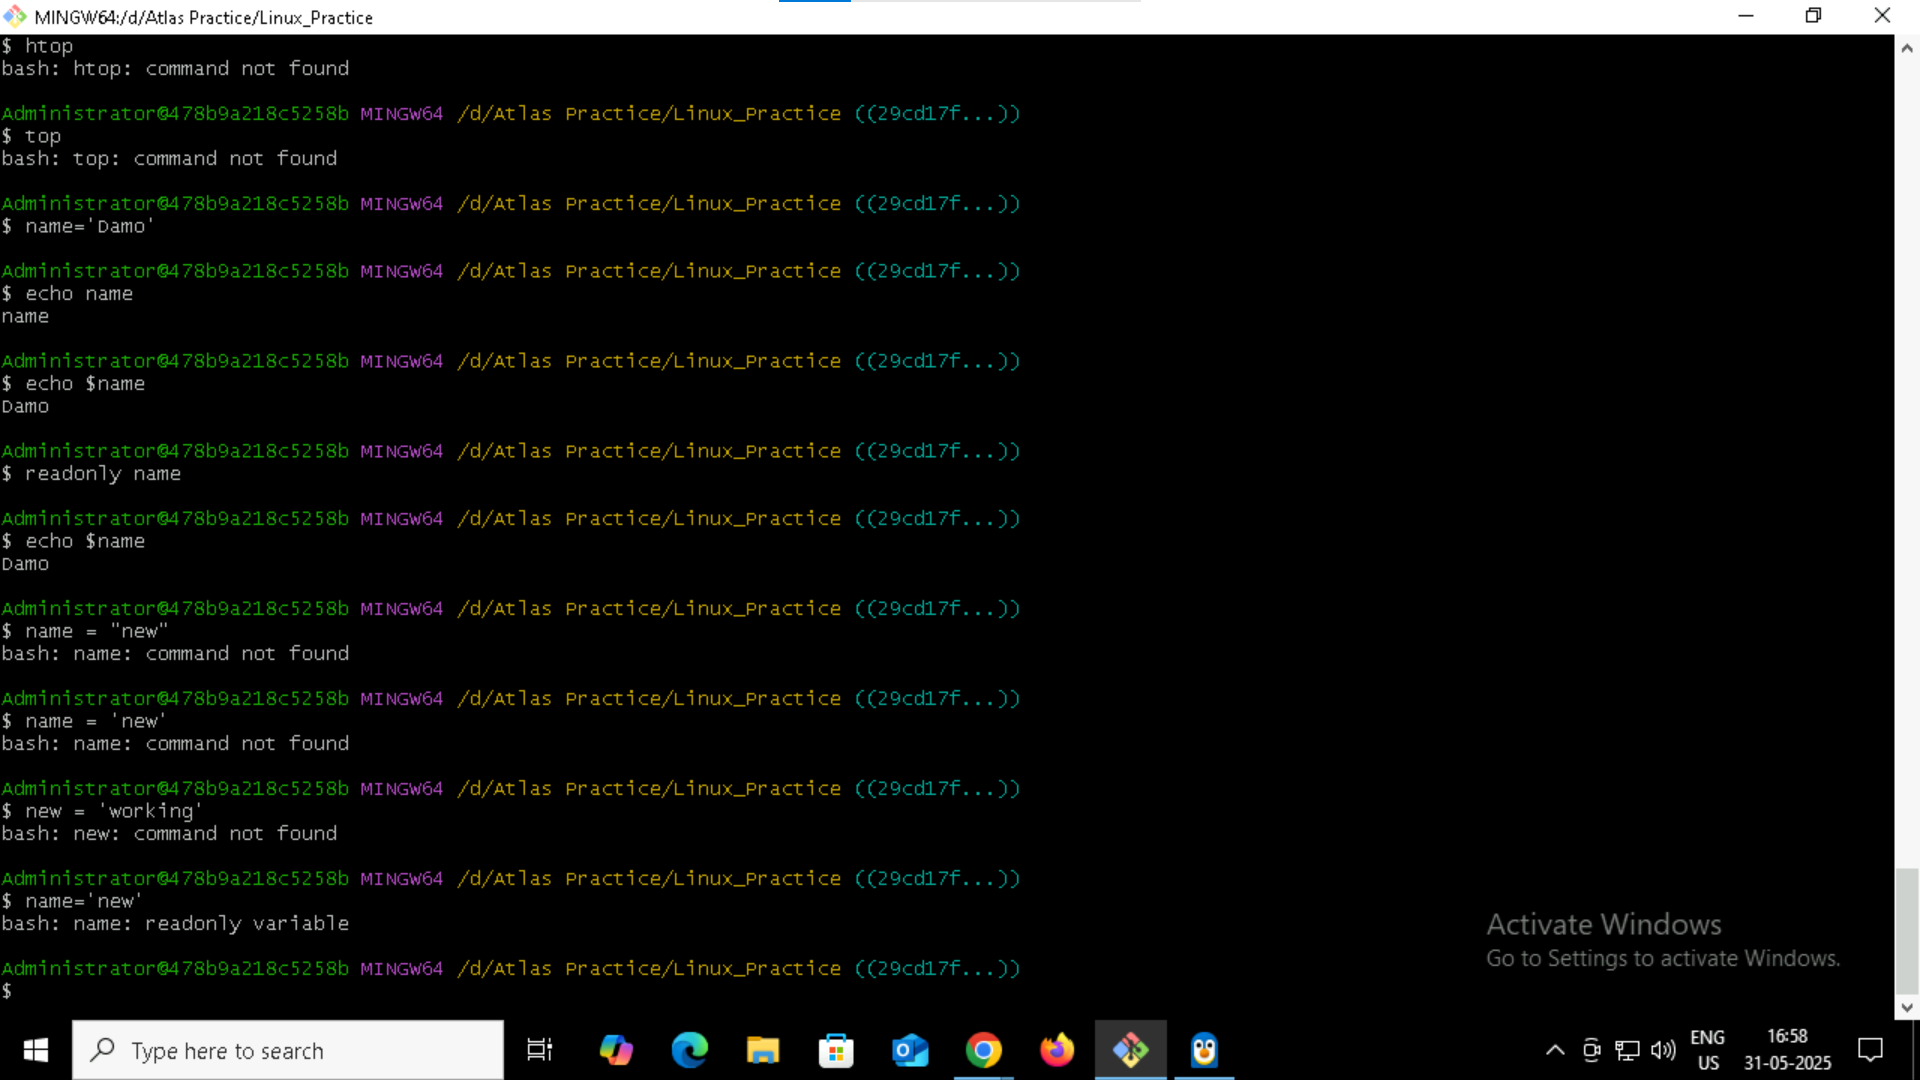 MINGW64:/d/Atlas Practice/Linux_Practice
$ htop
bash: htop: command not found
Administrator@478b9a218c5258b MINGW64 /d/Atlas Practice/Linux_Practice ((29cd17f...))
$ top
bash: top: command not found
Administrator@478b9a218c5258b MINGW64 /d/Atlas Practice/Linux_Practice ((29cd17f...))
$ name='Damo'
Administrator@478b9a218c5258b MINGW64 /d/Atlas Practice/Linux_Practice ((29cd17f...))
$ echo name
name
Administrator@478b9a218c5258b MINGW64 /d/Atlas Practice/Linux_Practice ((29cd17f...))
$ echo $name
Damo
Administrator@478b9a218c5258b MINGW64 /d/Atlas Practice/Linux_Practice ((29cd17f...))
$ readonly name
Administrator@478b9a218c5258b MINGW64 /d/Atlas Practice/Linux_Practice ((29cd17f...))
$ echo $name
Damo
Administrator@478b9a218c5258b MINGW64 /d/Atlas Practice/Linux_Practice ((29cd17f...))
$ name = "new"
bash: name: command not found
Administrator@478b9a218c5258b MINGW64 /d/Atlas Practice/Linux_Practice ((29cd17f...))
$ name = 'new'
bash: name: command not found
Administrator@478b9a218c5258b MINGW64 /d/Atlas Practice/Linux_Practice ((29cd17f...))
$ new = 'working'
bash: new: command not found
Administrator@478b9a218c5258b MINGW64 /d/Atlas Practice/Linux_Practice ((29cd17f...))
$ name='new'
bash: name: readonly variable
Administrator@478b9a218c5258b MINGW64 /d/Atlas Practice/Linux_Practice ((29cd17f...))
$
Activate Windows
Go to Settings to activate Windows.
Type here to search
ENG
US
16:58
31-05-2025